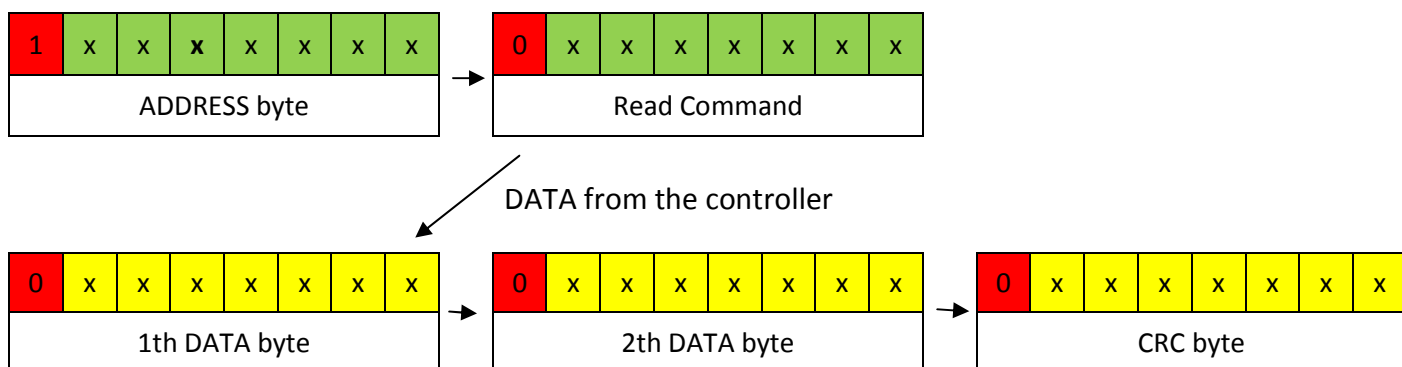 1 x x x x x x x 0 x x x x x x x
ADDRESS byte Read Command
DATA from the controller
0 x x x x x x x 0 x x x x x x x 0 x x x x x x x
1th DATA byte 2th DATA byte CRC byte